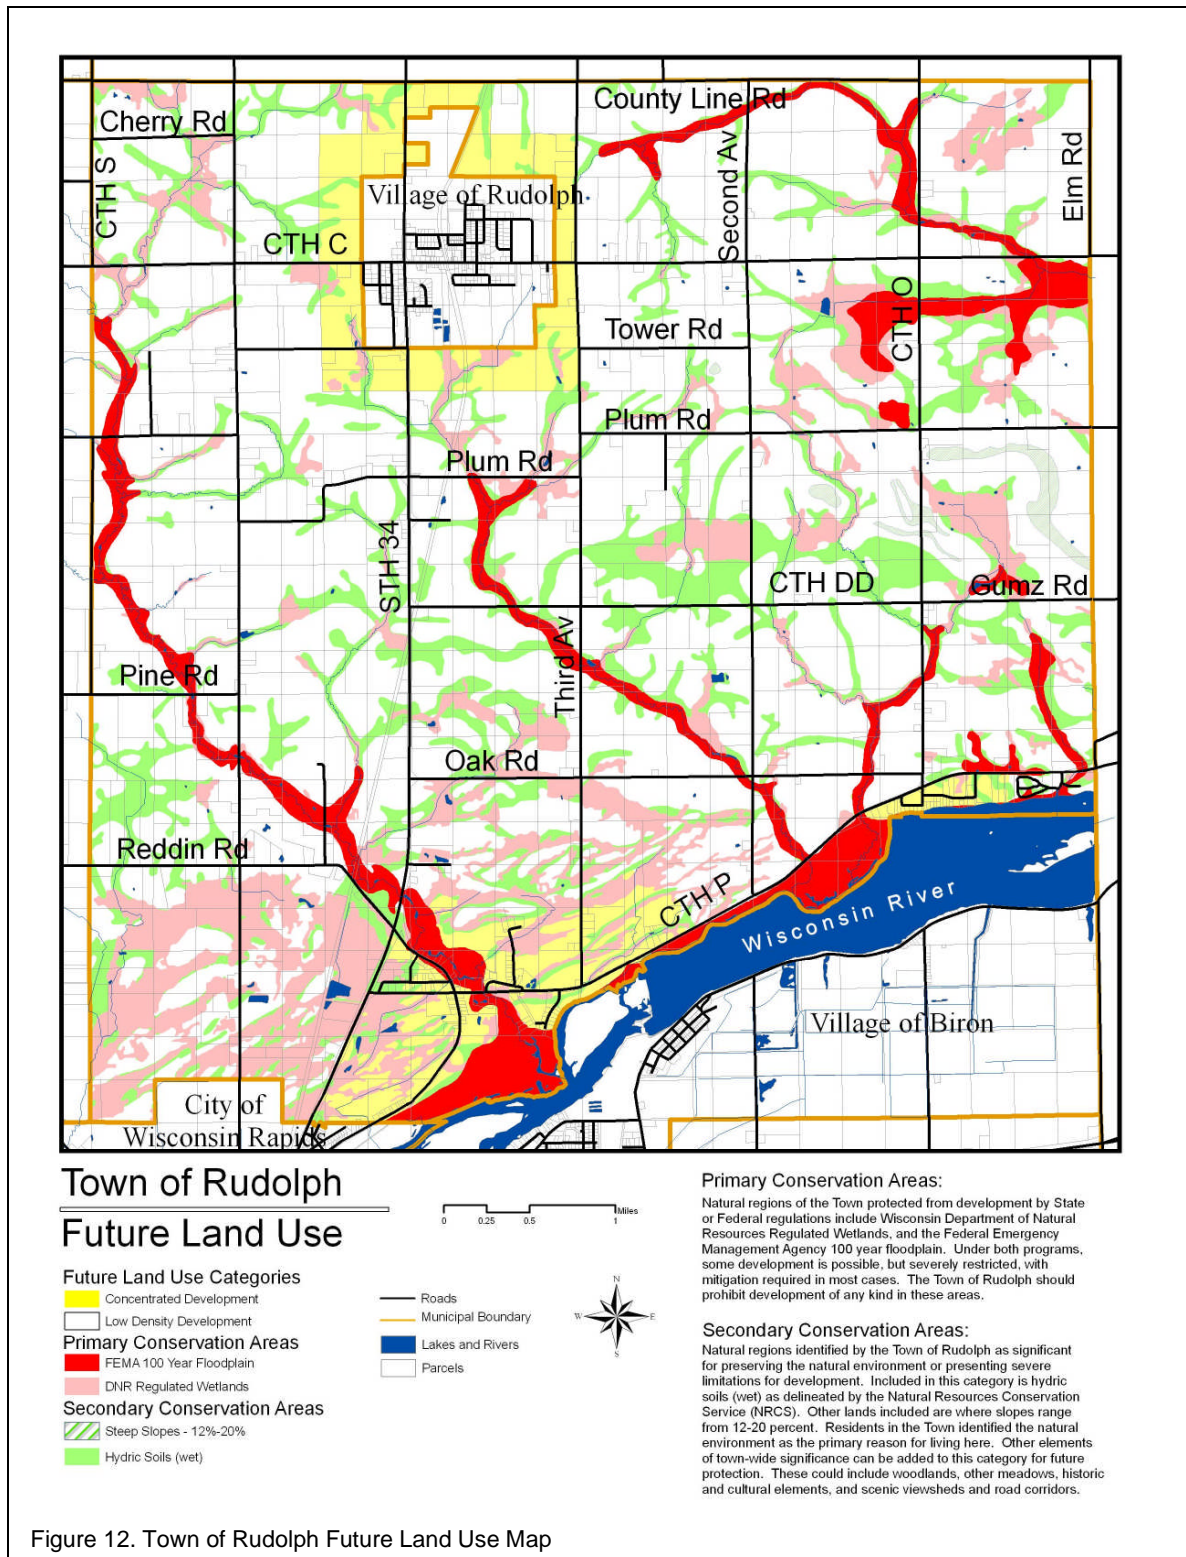 County Line Rd
Cherry Rd
CTH S
Second Av
Elm Rd
Village of Rudolph
CTH C
CTH O
Tower Rd
Plum Rd
Plum Rd
STH 34
CTH DD
Gumz Rd
Third Av
Pine Rd
Oak Rd
Reddin Rd
CTH P
Wisconsin River
Village of Biron
City of
Wisconsin Rapids
Town of Rudolph
Future Land Use
0 0.25 0.5 1
Miles
Future Land Use Categories
Concentrated Development
Low Density Development
Primary Conservation Areas
FEMA 100 Year Floodplain
DNR Regulated Wetlands
Secondary Conservation Areas
Steep Slopes - 12%-20%
Hydric Soils (wet)
Roads
Municipal Boundary
Lakes and Rivers
Parcels
N
W E
S
Primary Conservation Areas:
Natural regions of the Town protected from development by State
or Federal regulations include Wisconsin Department of Natural
Resources Regulated Wetlands, and the Federal Emergency
Management Agency 100 year floodplain. Under both programs,
some development is possible, but severely restricted, with
mitigation required in most cases. The Town of Rudolph should
prohibit development of any kind in these areas.
Secondary Conservation Areas:
Natural regions identified by the Town of Rudolph as significant
for preserving the natural environment or presenting severe
limitations for development. Included in this category is hydric
soils (wet) as delineated by the Natural Resources Conservation
Service (NRCS). Other lands included are where slopes range
from 12-20 percent. Residents in the Town identified the natural
environment as the primary reason for living here. Other elements
of town-wide significance can be added to this category for future
protection. These could include woodlands, other meadows, historic
and cultural elements, and scenic viewsheds and road corridors.
Figure 12. Town of Rudolph Future Land Use Map